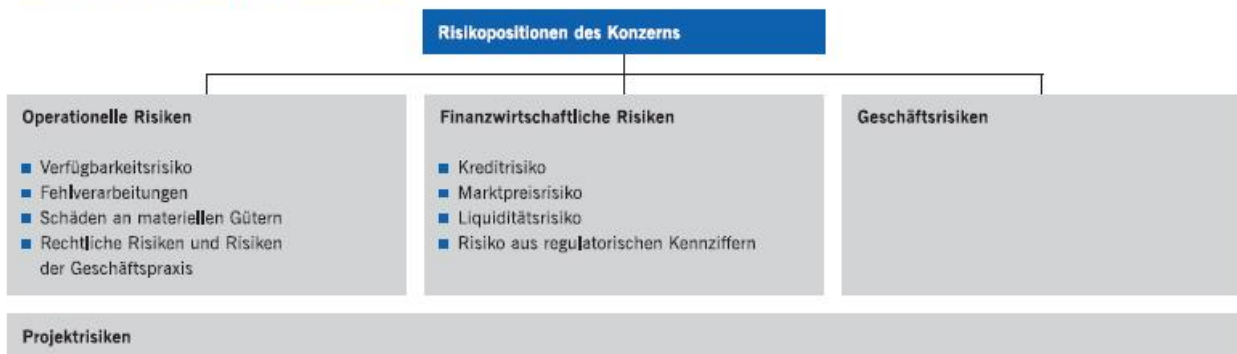 Risikopositionen des Konzerns
Operationelle Risiken
Verfügbarkeitsrisiko
Fehlverarbeitungen
Schäden an materiellen Gütern
Rechtliche Risiken und Risiken
der Geschäftspraxis
Finanzwirtschaftliche Risiken
Kreditrisiko
Marktpreisrisiko
Liquiditätsrisiko
Risiko aus regulatorischen Kennziffern
Geschäftsrisiken
Projektrisiken